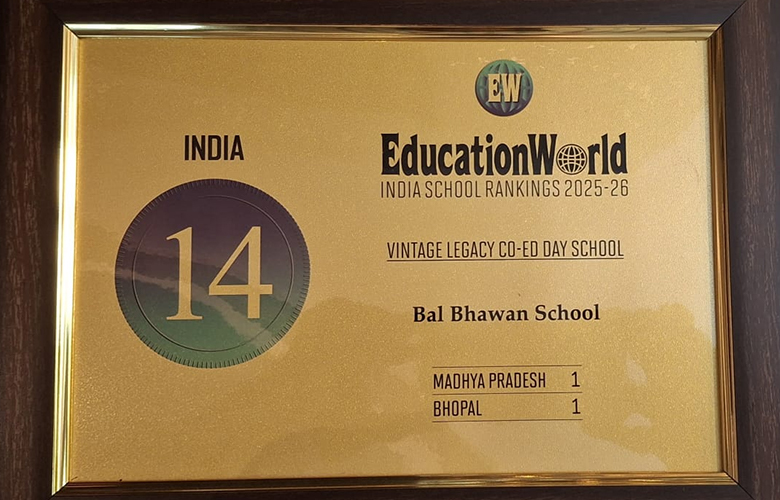 INDIA
14
EW
EducationWorld
INDIA SCHOOL RANKINGS 2025-26
VINTAGE LEGACY CO-ED DAY SCHOOL
Bal Bhawan School
MADHYA PRADESH 1
BHOPAL 1